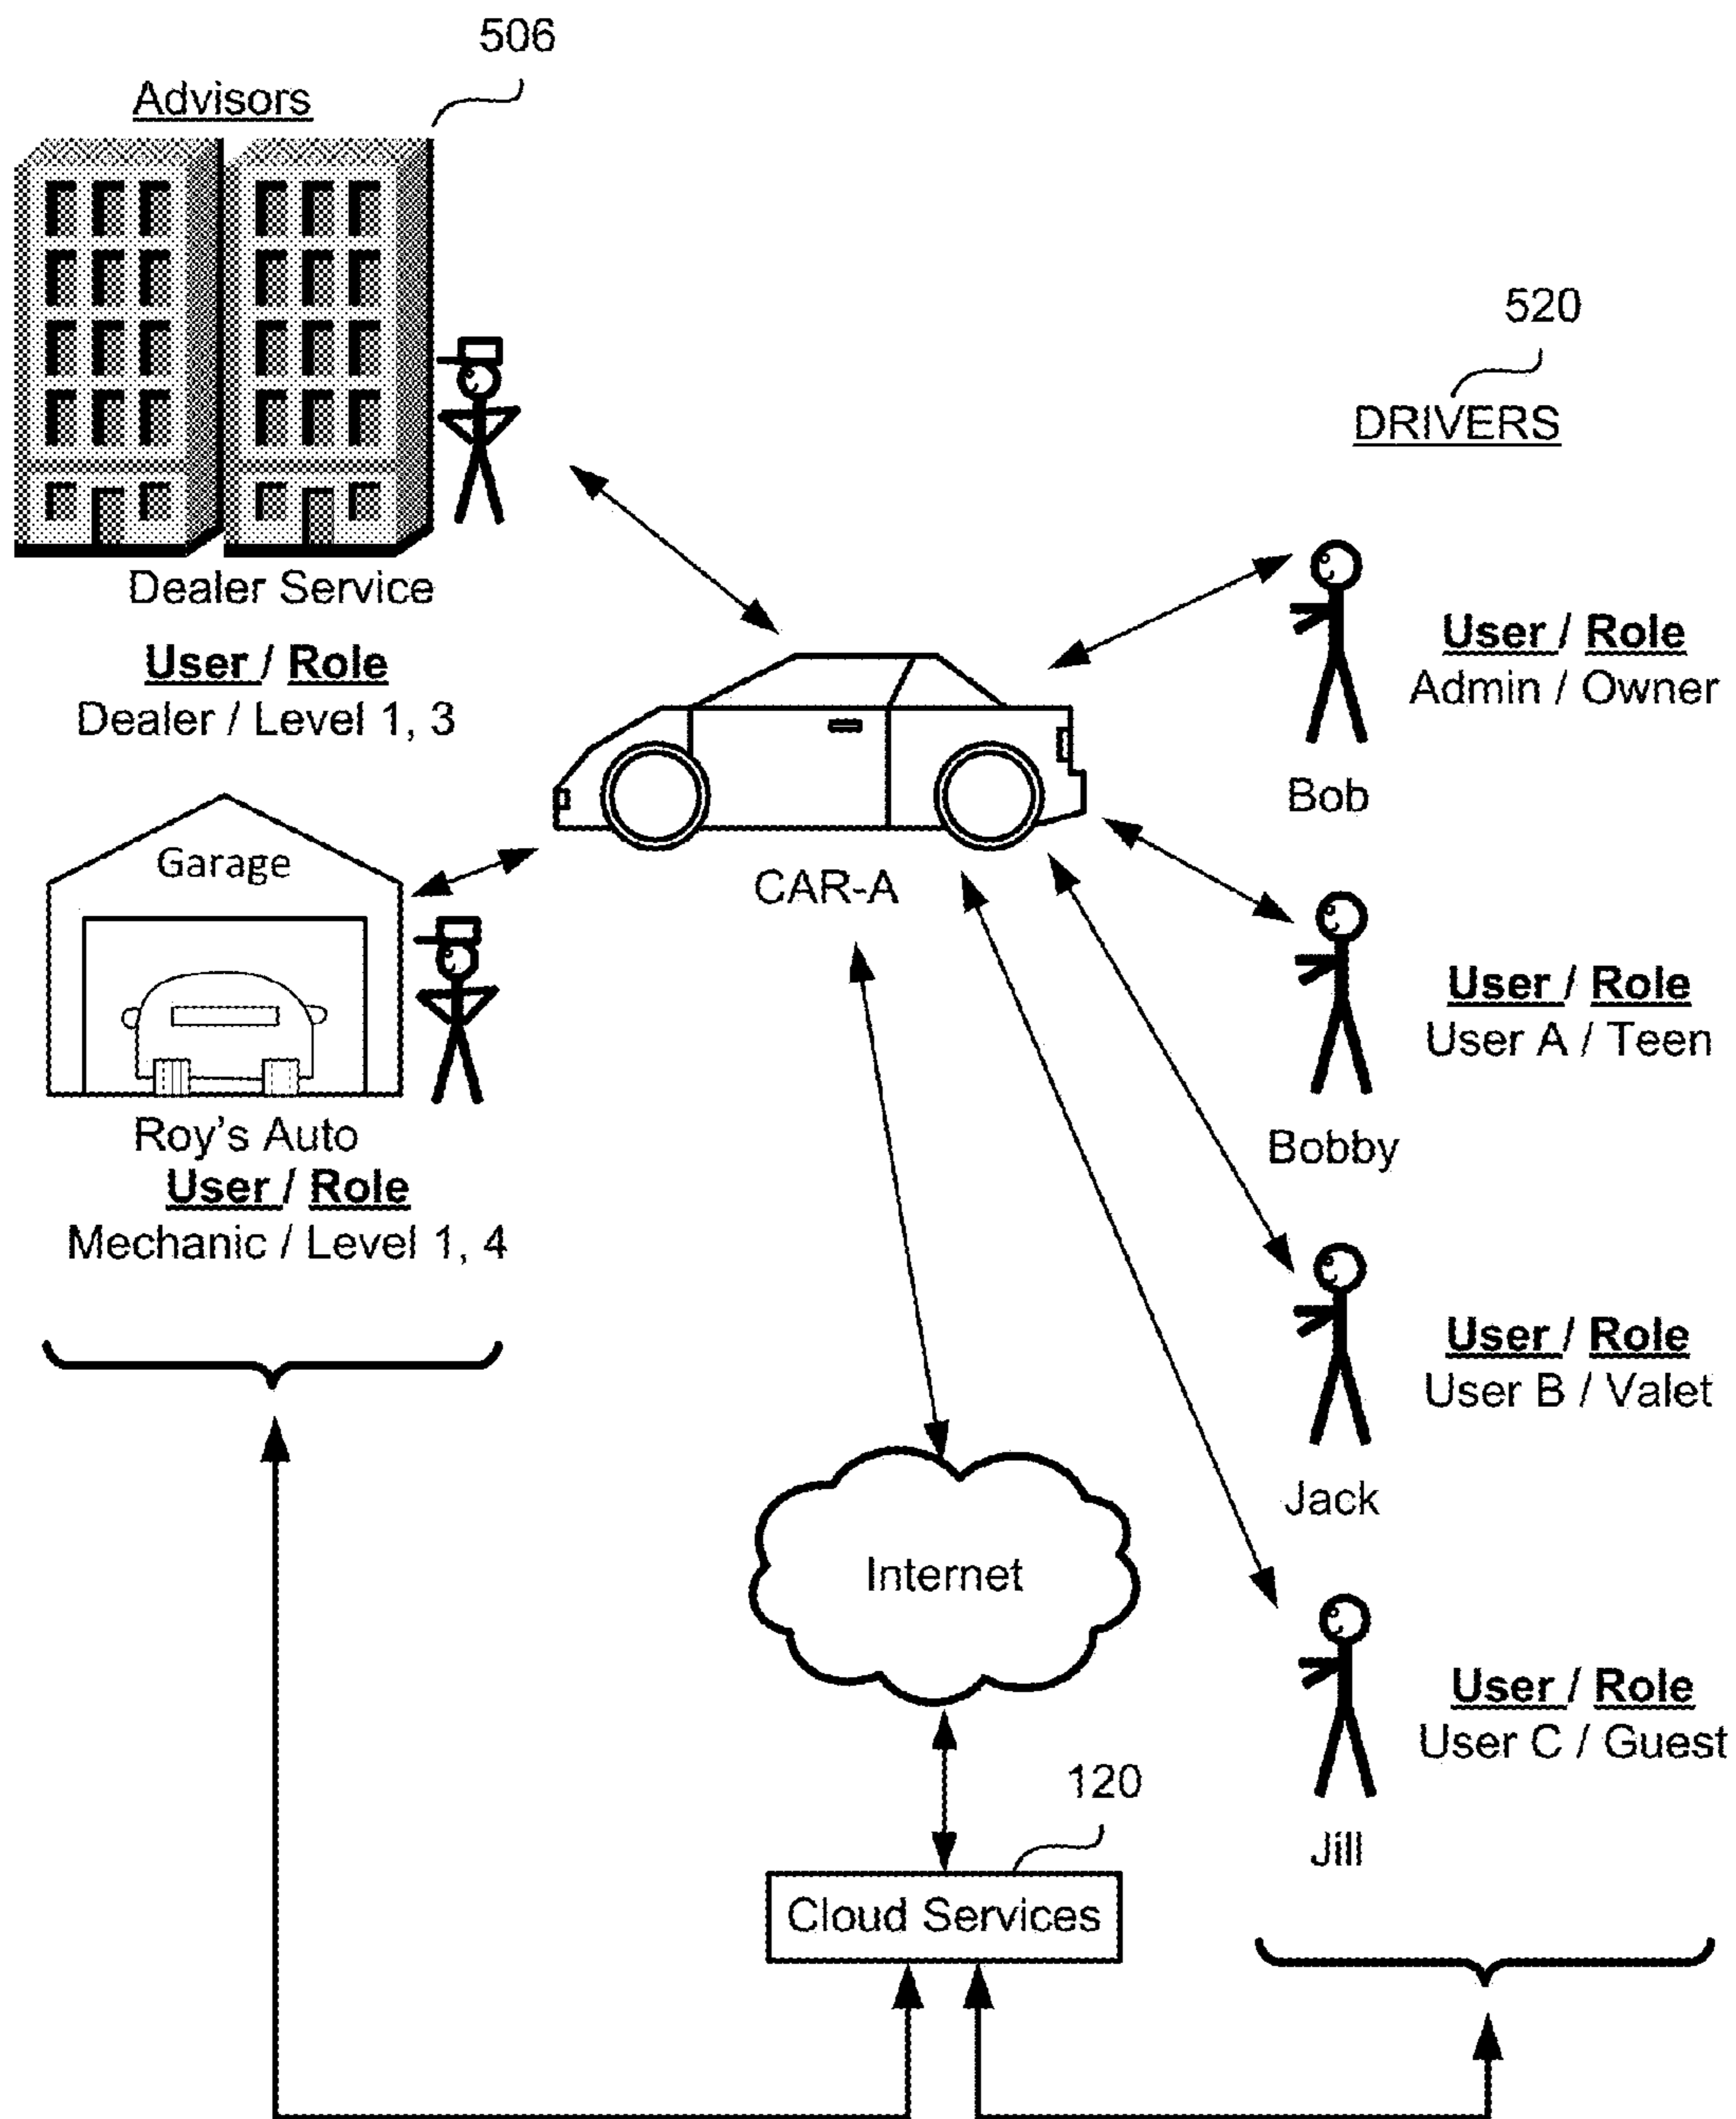 506
Advisors
Dealer Service
User / Role
Dealer / Level 1, 3
Garage
Roy's Auto
User / Role
Mechanic / Level 1, 4
CAR-A
520
DRIVERS
User / Role
Admin / Owner
Bob
User / Role
User A / Teen
Bobby
User / Role
User B / Valet
Jack
User / Role
User C / Guest
Jill
Internet
120
Cloud Services